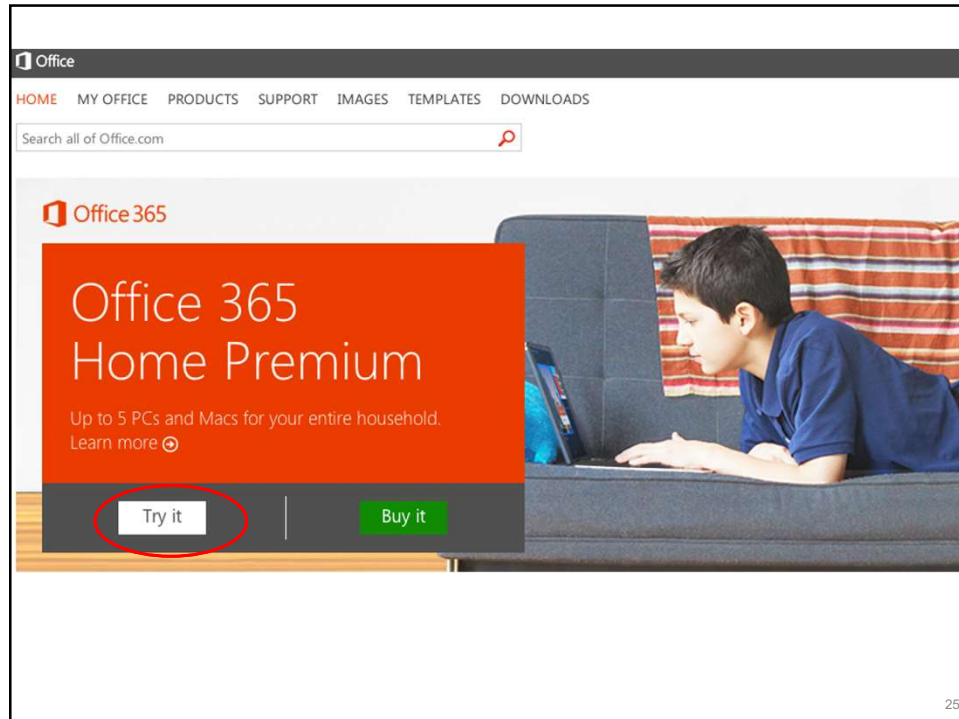 Office
HOME MY OFFICE PRODUCTS SUPPORT IMAGES TEMPLATES DOWNLOADS
Search all of Office.com
Office 365
Office 365
Home Premium
Up to 5 PCs and Macs for your entire household.
Learn more
Try it
Buy it
25